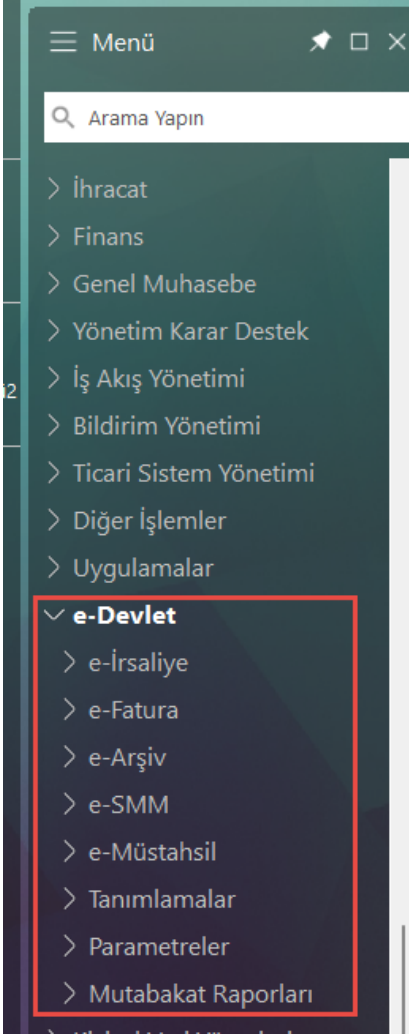 Menü
Arama Yapın
İhracat
Finans
Genel Muhasebe
Yönetim Karar Destek
İş Akış Yönetimi
Bildirim Yönetimi
Ticari Sistem Yönetimi
Diğer İşlemler
Uygulamalar
e-Devlet
e-İrsaliye
e-Fatura
e-Arşiv
e-SMM
e-Müstahsil
Tanımlamalar
Parametreler
Mutabakat Raporları